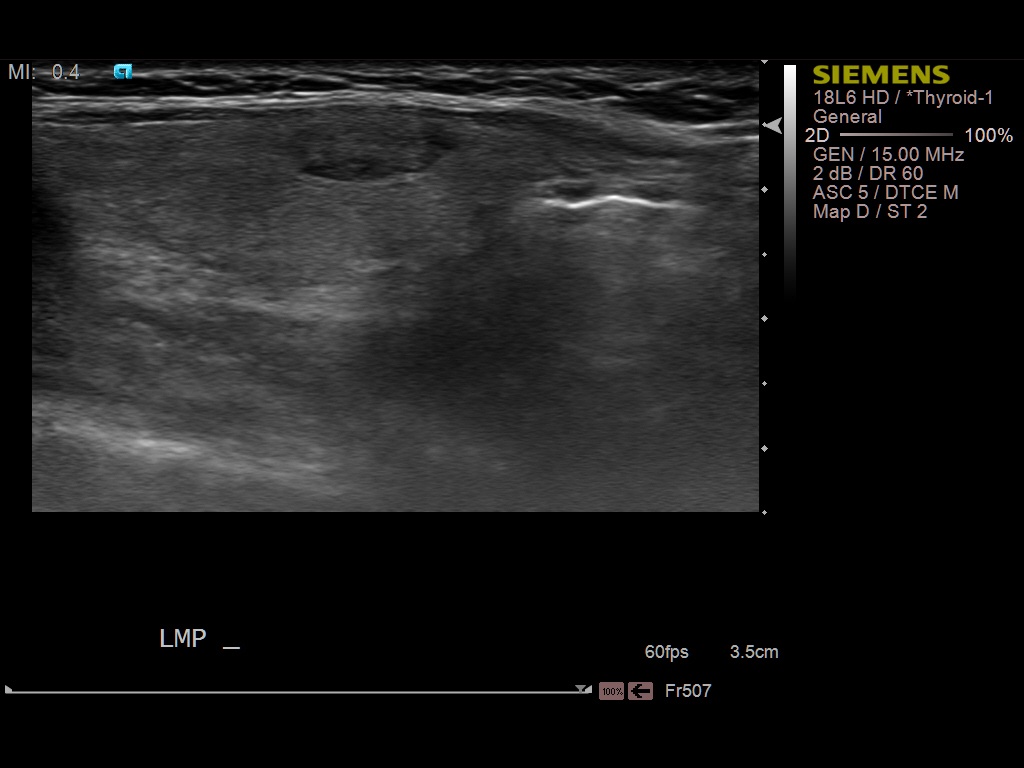 MI: 0.4
SIEMENS
18L6 HD / *Thyroid-1
General
2D 100%
GEN / 15.00 MHz
2 dB / DR 60
ASC 5 / DTCE M
Map D / ST 2
LMP _
60fps 3.5cm
100% Fr507